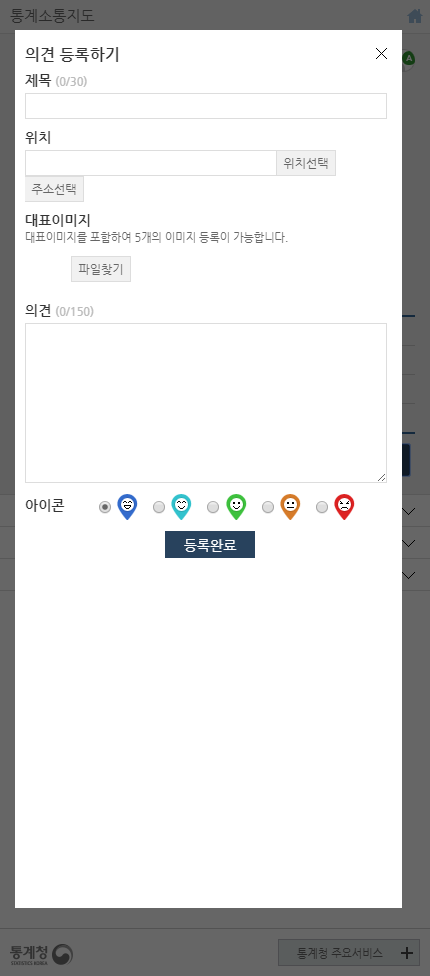 통계소통지도
의견 등록하기
A
제목 (0/30)
위치
위치선택
주소선택
대표이미지
대표이미지를 포함하여 5개의 이미지 등록이 가능합니다.
파일찾기
의견 (0/150)
아이콘
등록완료
통계청
STATISTICS KOREA
통계청 주요서비스